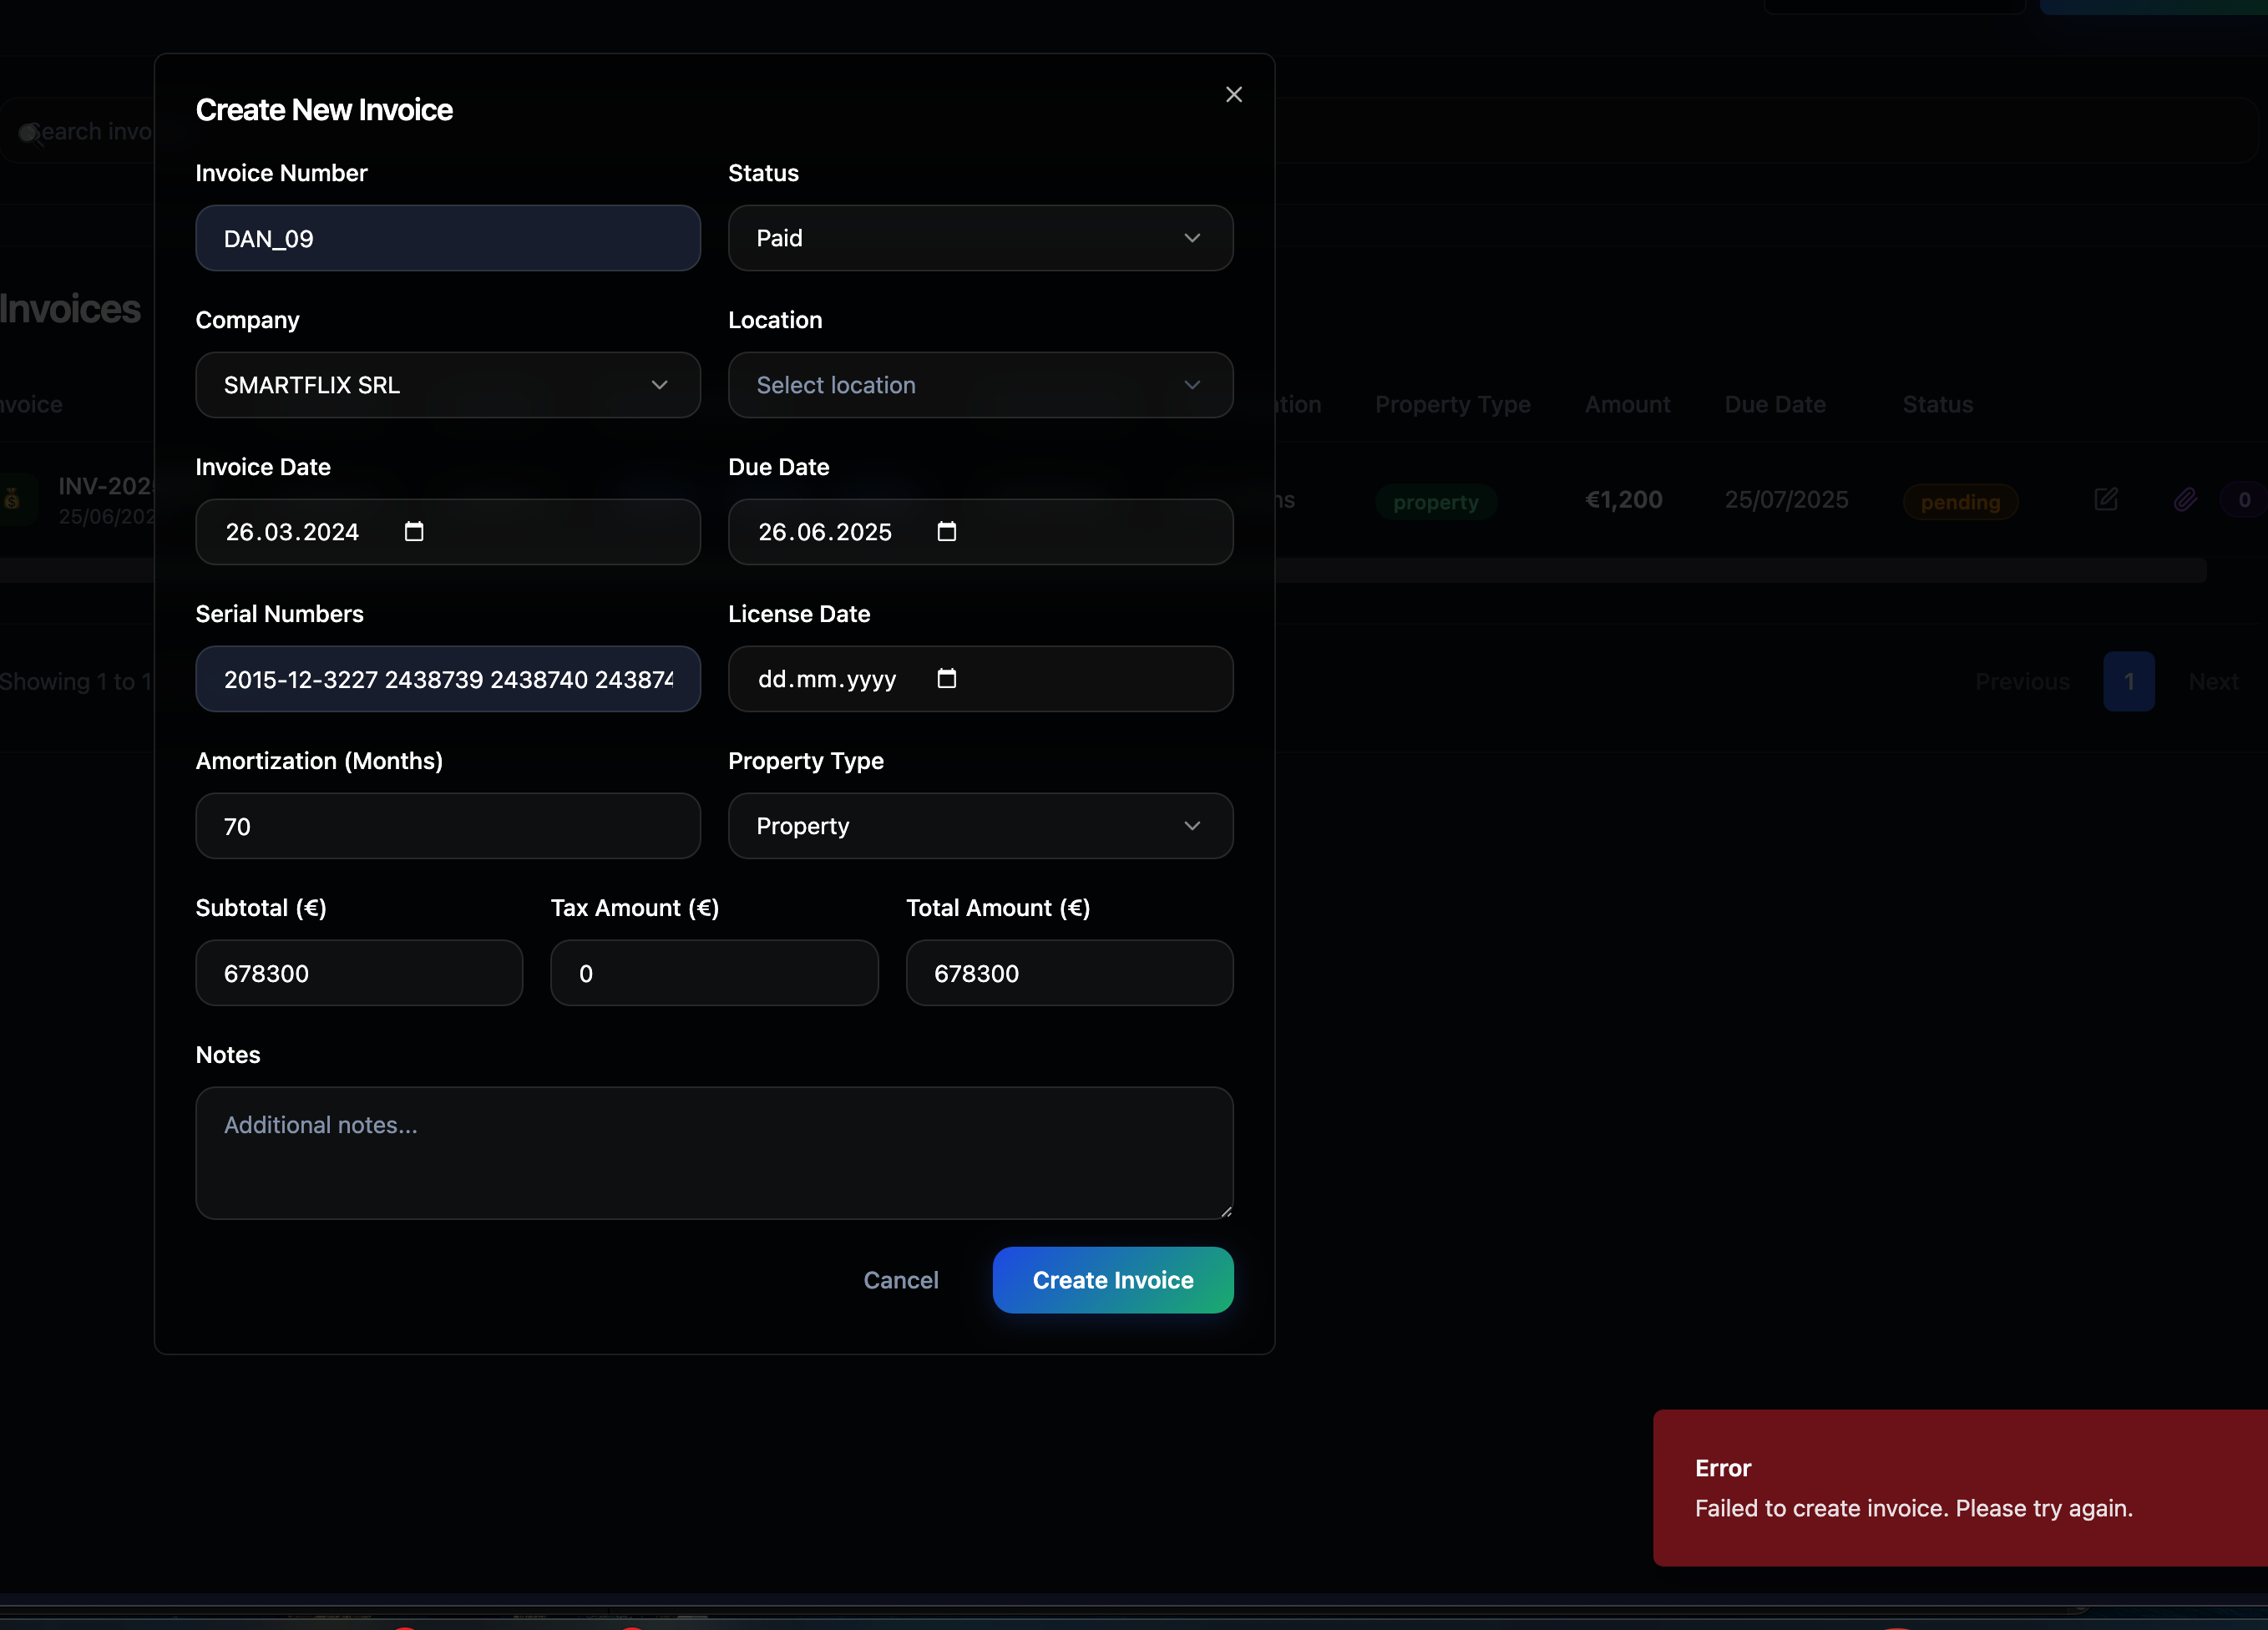 Create New Invoice
Search invo
Invoice Number
Status
DAN_09
Paid
Invoices
Company
Location
SMARTFLIX SRL
Select location
Property Type
Amount
Due Date
Status
Invoice Date
Due Date
INV-202
25/06/202
26.03.2024
26.06.2025
property
€1,200
25/07/2025
pending
0
Serial Numbers
License Date
2015-12-3227 2438739 2438740 24387
dd.mm.yyyy
Showing 1 to 1
Previous
1
Next
Amortization (Months)
Property Type
70
Property
Subtotal (€)
Tax Amount (€)
Total Amount (€)
678300
0
678300
Notes
Additional notes...
Cancel
Create Invoice
Error
Failed to create invoice. Please try again.